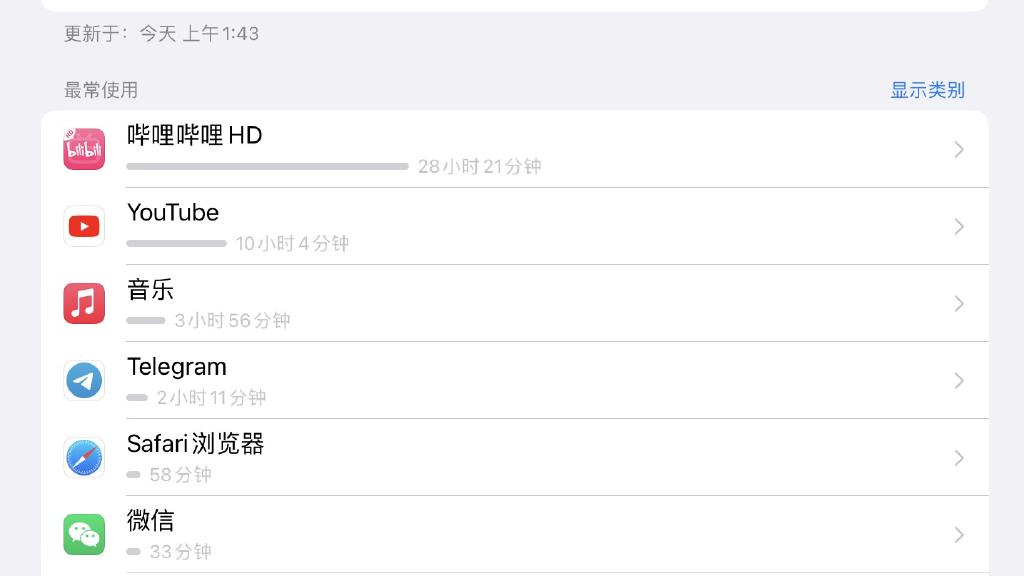 更新于：今天 上午1:43
最常使用
显示类别
HD
bilibili
哔哩哔哩 HD
28小时21分钟
YouTube
10小时4分钟
音乐
3小时56分钟
Telegram
2小时11分钟
Safari浏览器
58分钟
微信
33分钟